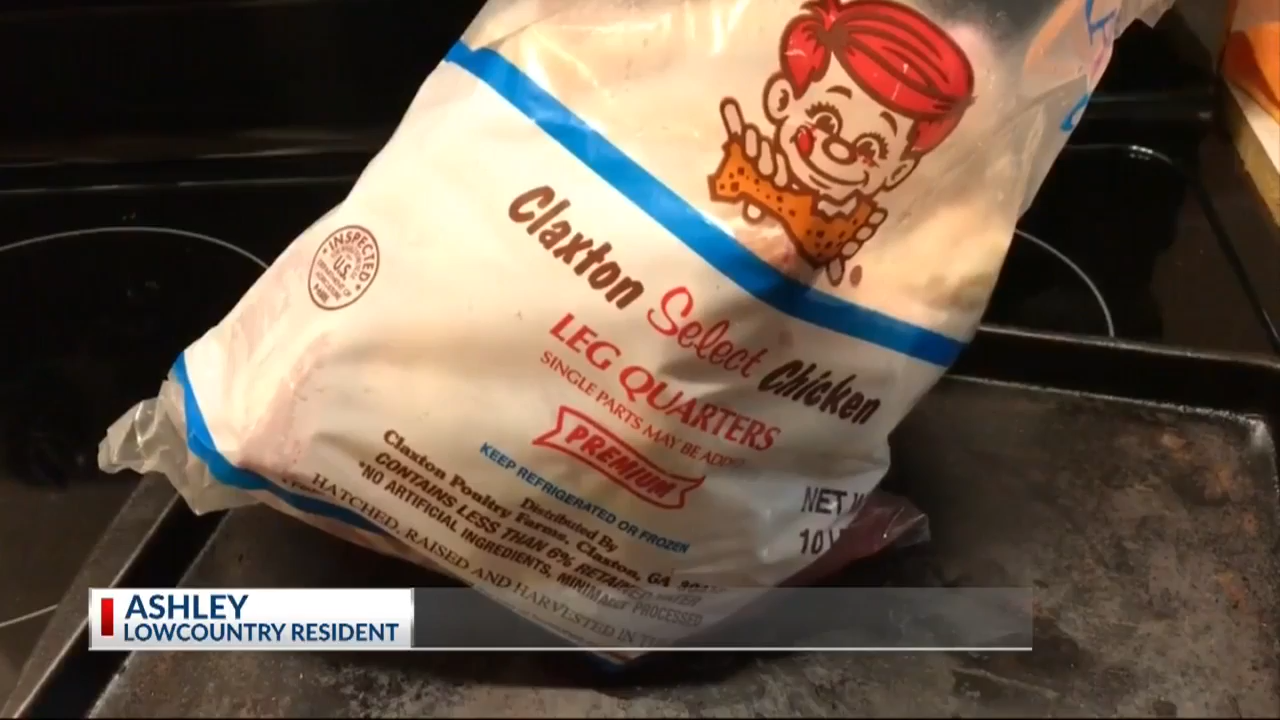 INSPECTED
U.S.
Claxton Select Chicken
LEG QUARTERS
SINGLE PARTS MAY BE
PREMIUM
KEEP REFRIGERATED OR FROZEN
Distributed By
Claxton Poultry Farms, Claxton, GA
CONTAINS LESS THAN 6% RETAINED WATER
*NO ARTIFICIAL INGREDIENTS, MINIMALLY PROCESSED
HATCHED, RAISED AND HARVESTED IN
NET
10
ASHLEY
LOWCOUNTRY RESIDENT